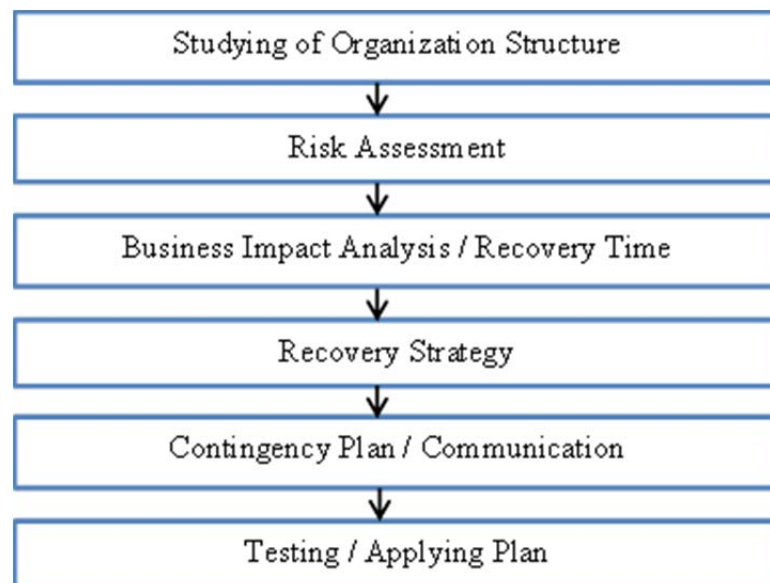 Studying of Organization Structure
Risk Assessment
Business Impact Analysis / Recovery Time
Recovery Strategy
Contingency Plan / Communication
Testing / Applying Plan